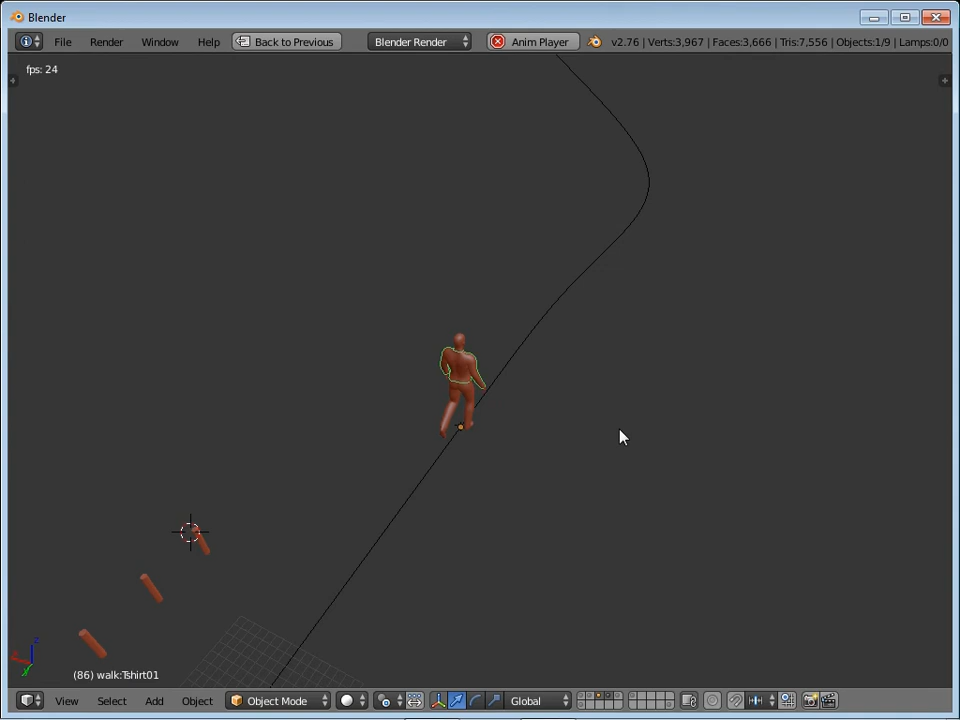 Blender
File Render Window Help Back to Previous Blender Render Anim Player v2.76 | Verts:3,967 | Faces:3,666 | Tris:7,556 | Objects:1/9 | Lamps:0/0
fps: 24
z
y
(86) walk:Tshirt01
View Select Add Object Object Mode Global